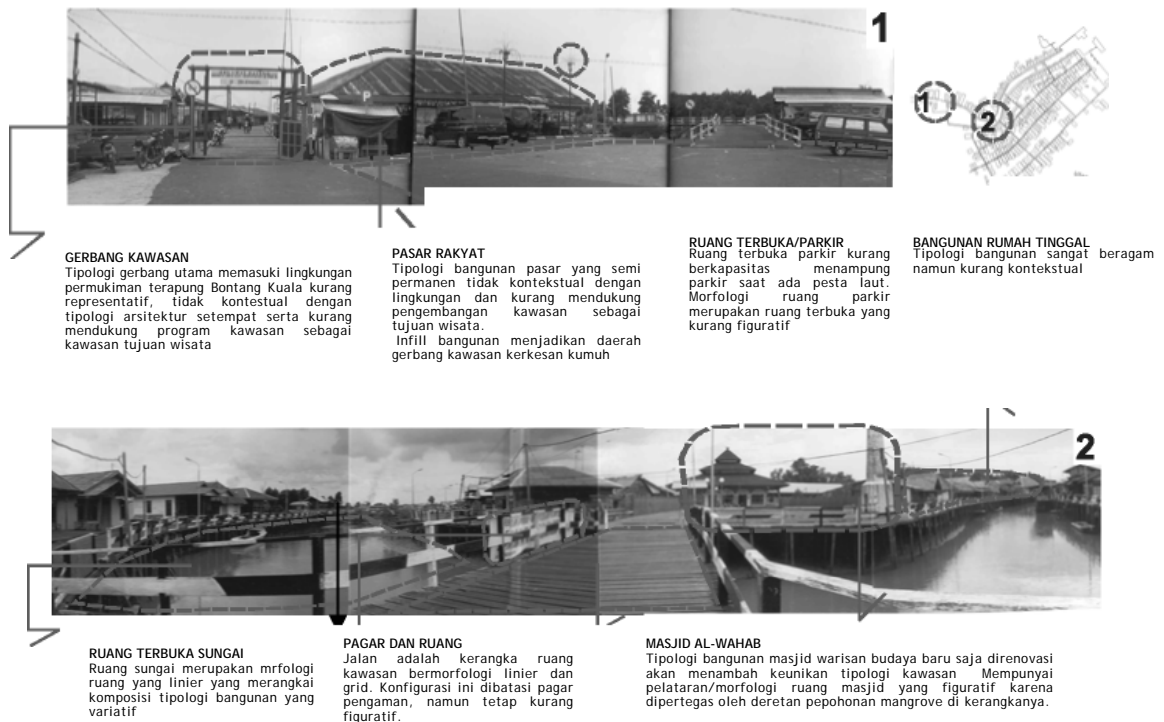 1
1
2
P
GERBANG KAWASAN
Tipologi gerbang utama memasuki lingkungan
permukiman terapung Bontang Kuala kurang
representatif, tidak kontestual dengan
tipologi arsitektur setempat serta kurang
mendukung program kawasan sebagai
kawasan tujuan wisata
PASAR RAKYAT
Tipologi bangunan pasar yang semi
permanen tidak kontekstual dengan
lingkungan dan kurang mendukung
pengembangan kawasan sebagai
tujuan wisata.
Infill bangunan menjadikan daerah
gerbang kawasan kerkesan kumuh
RUANG TERBUKA/PARKIR
Ruang terbuka parkir kurang
berkapasitas menampung
parkir saat ada pesta laut.
Morfologi ruang parkir
merupakan ruang terbuka yang
kurang figuratif
BANGUNAN RUMAH TINGGAL
Tipologi bangunan sangat beragam
namun kurang kontekstual
2
RUANG TERBUKA SUNGAI
Ruang sungai merupakan mrfologi
ruang yang linier yang merangkai
komposisi tipologi bangunan yang
variatif
PAGAR DAN RUANG
Jalan adalah kerangka ruang
kawasan bermorfologi linier dan
grid. Konfigurasi ini dibatasi pagar
pengaman, namun tetap kurang
figuratif.
MASJID AL-WAHAB
Tipologi bangunan masjid warisan budaya baru saja direnovasi
akan menambah keunikan tipologi kawasan Mempunyai
pelataran/morfologi ruang masjid yang figuratif karena
dipertegas oleh deretan pepohonan mangrove di kerangkanya.